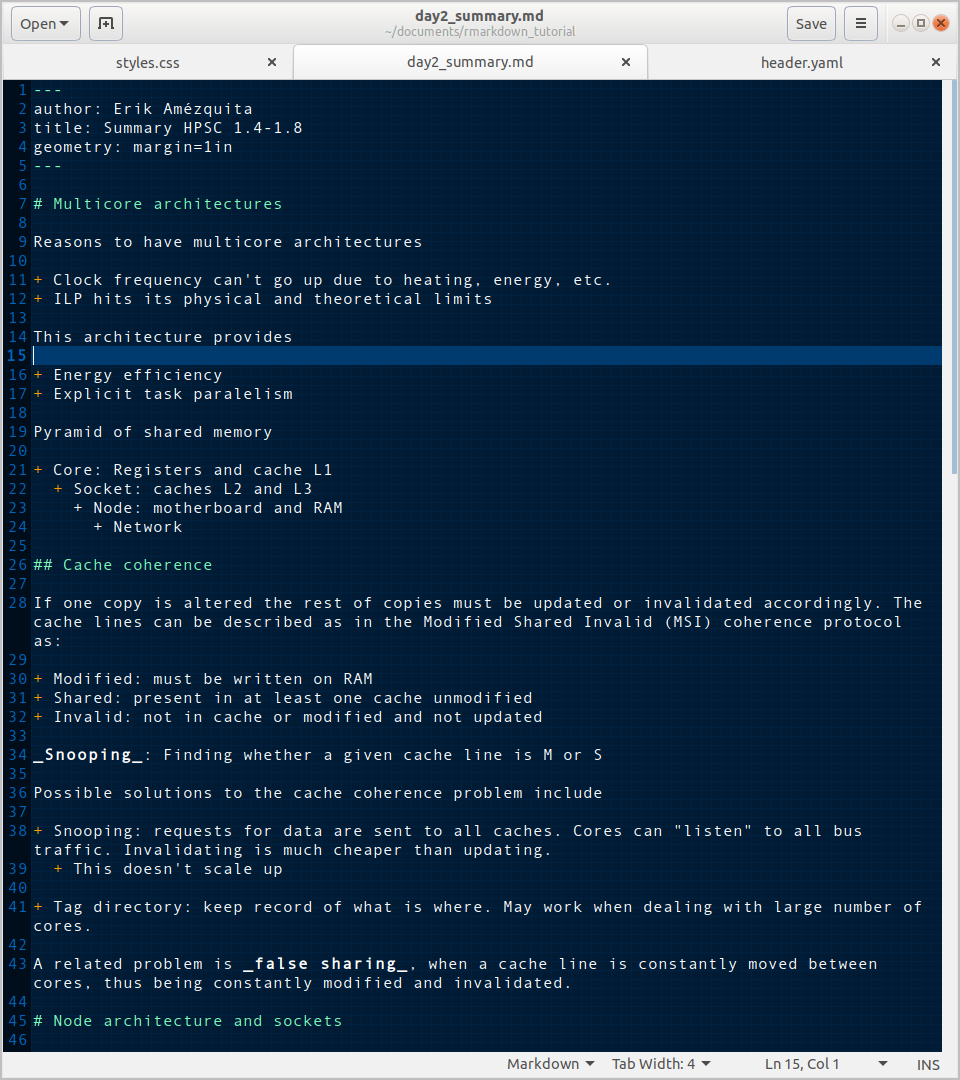 Open
day2_summary.md
~/documents/rmarkdown_tutorial
Save
styles.css
day2_summary.md
header.yaml
1 ---
2 author: Erik Amézquita
3 title: Summary HPSC 1.4-1.8
4 geometry: margin=1in
5 ---
6
7 # Multicore architectures
8
9 Reasons to have multicore architectures
10
11 + Clock frequency can't go up due to heating, energy, etc.
12 + ILP hits its physical and theoretical limits
13
14 This architecture provides
15
16 + Energy efficiency
17 + Explicit task paralelism
18
19 Pyramid of shared memory
20
21 + Core: Registers and cache L1
22   + Socket: caches L2 and L3
23     + Node: motherboard and RAM
24       + Network
25
26 ## Cache coherence
27
28 If one copy is altered the rest of copies must be updated or invalidated accordingly. The
cache lines can be described as in the Modified Shared Invalid (MSI) coherence protocol
as:
29
30 + Modified: must be written on RAM
31 + Shared: present in at least one cache unmodified
32 + Invalid: not in cache or modified and not updated
33
34 _Snooping_: Finding whether a given cache line is M or S
35
36 Possible solutions to the cache coherence problem include
37
38 + Snooping: requests for data are sent to all caches. Cores can "listen" to all bus
traffic. Invalidating is much cheaper than updating.
39   + This doesn't scale up
40
41 + Tag directory: keep record of what is where. May work when dealing with large number of
cores.
42
43 A related problem is _false sharing_, when a cache line is constantly moved between
cores, thus being constantly modified and invalidated.
44
45 # Node architecture and sockets
46
Markdown Tab Width: 4 Ln 15, Col 1 INS